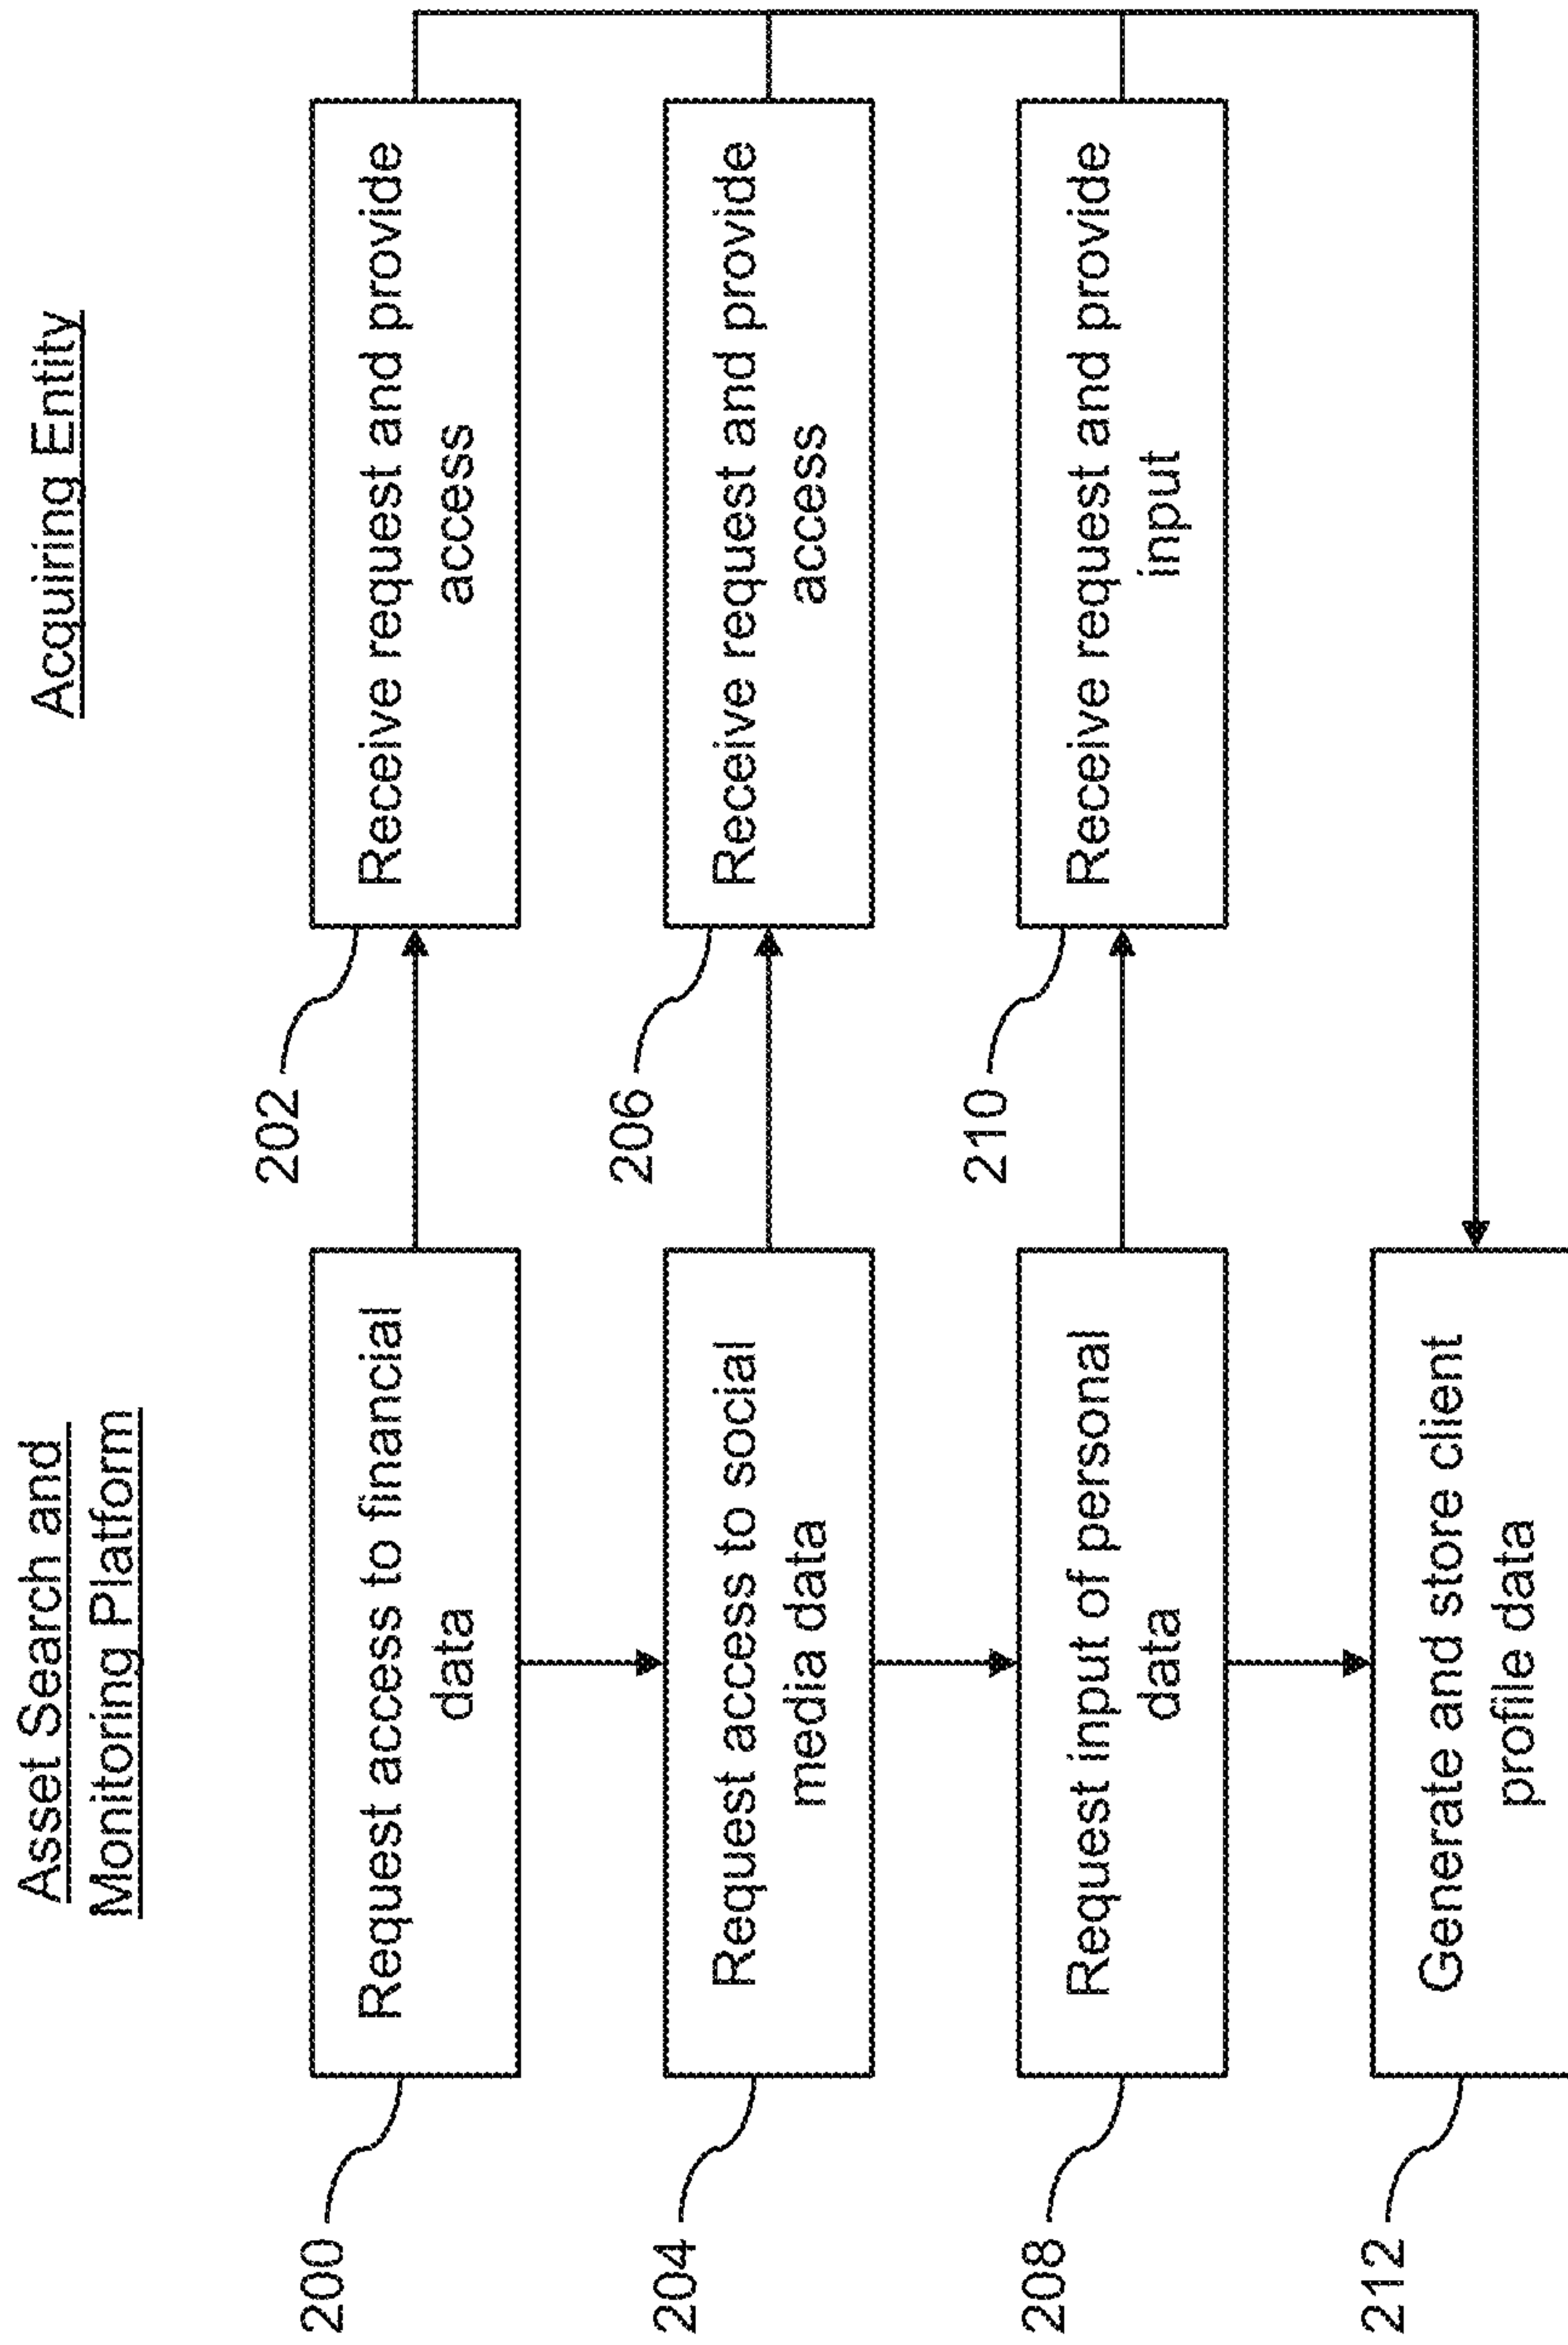 Asset Search and
Monitoring Platform
Acquiring Entity
200
Request access to financial
data
202
Receive request and provide
access
204
Request access to social
media data
206
Receive request and provide
access
208
Request input of personal
data
210
Receive request and provide
input
212
Generate and store client
profile data